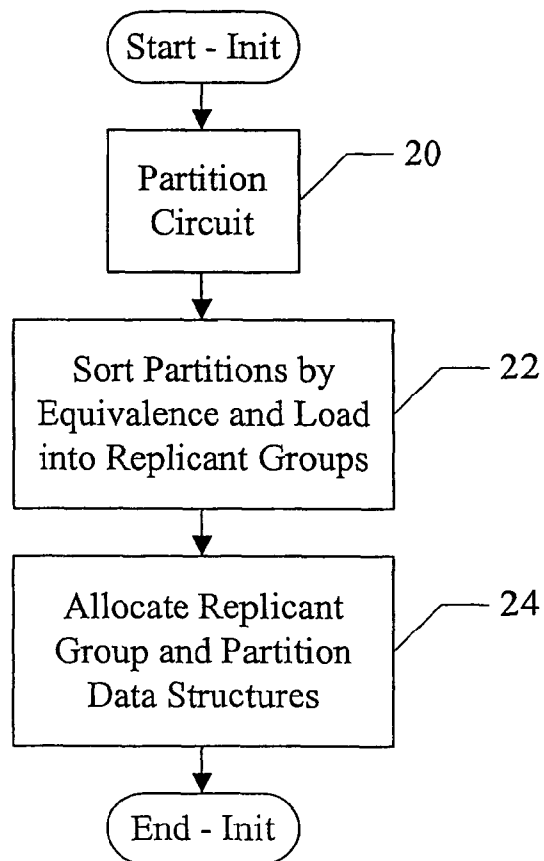 Start - Init
Partition
Circuit
20
Sort Partitions by
Equivalence and Load
into Replicant Groups
22
Allocate Replicant
Group and Partition
Data Structures
24
End - Init